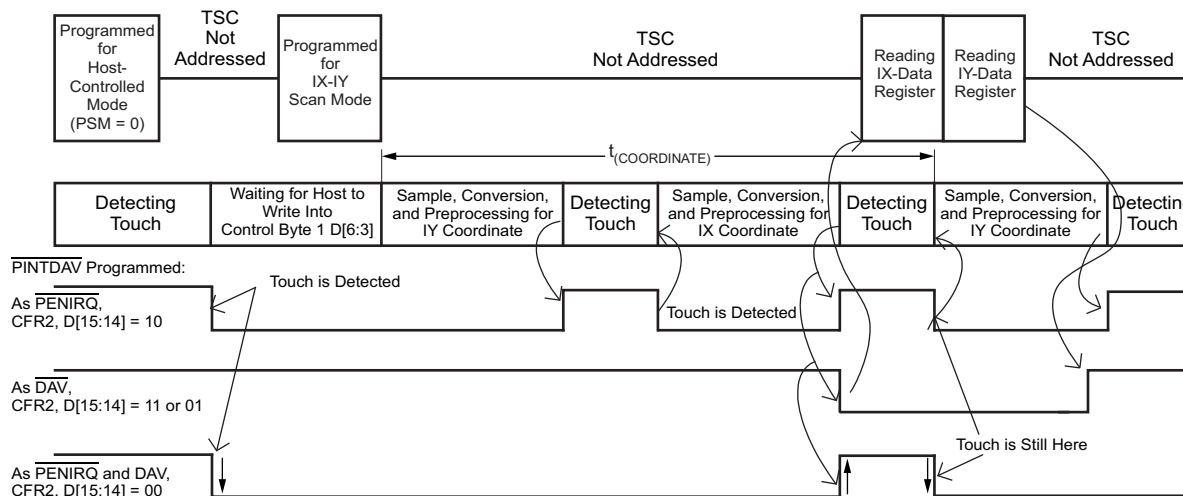 Programmed
for
Host-
Controlled
Mode
(PSM = 0)
TSC
Not
Addressed
Programmed
for
IX-IY
Scan Mode
TSC
Not Addressed
Reading
IX-Data
Register
Reading
IY-Data
Register
TSC
Not Addressed
t(COORDINATE)
Detecting
Touch
Waiting for Host to
Write Into
Control Byte 1 D[6:3]
Sample, Conversion,
and Preprocessing for
IY Coordinate
Detecting
Touch
Sample, Conversion,
and Preprocessing for
IX Coordinate
Detecting
Touch
Sample, Conversion,
and Preprocessing for
IY Coordinate
Detecting
Touch
PINTDAV Programmed:
Touch is Detected
As PENIRQ,
CFR2, D[15:14] = 10
Touch is Detected
As DAV,
CFR2, D[15:14] = 11 or 01
Touch is Still Here
As PENIRQ and DAV,
CFR2, D[15:14] = 00